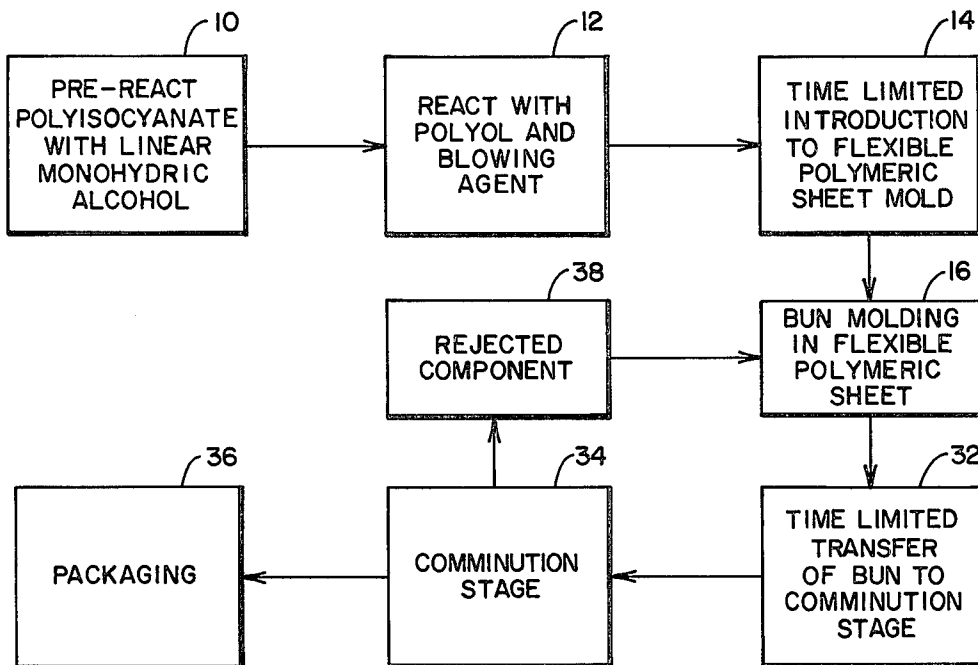 10
PRE-REACT
POLYISOCYANATE
WITH LINEAR
MONOHYDRIC
ALCOHOL
12
REACT WITH
POLYOL AND
BLOWING
AGENT
14
TIME LIMITED
INTRODUCTION
TO FLEXIBLE
POLYMERIC
SHEET MOLD
38
REJECTED
COMPONENT
16
BUN MOLDING
IN FLEXIBLE
POLYMERIC
SHEET
36
PACKAGING
34
COMMINUTION
STAGE
32
TIME LIMITED
TRANSFER
OF BUN TO
COMMINUTION
STAGE